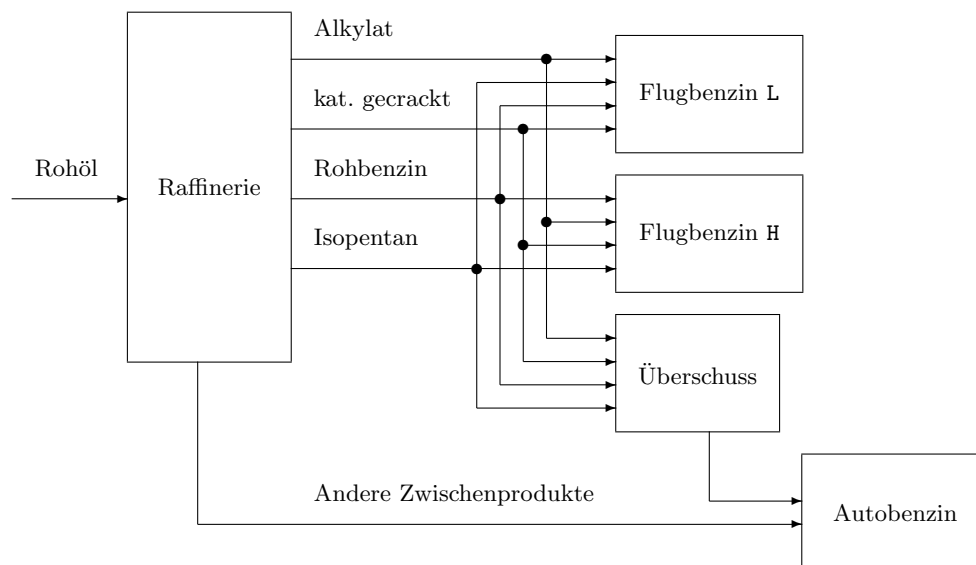 Alkylat
Flugbenzin L
kat. gecrackt
Rohöl
Raffinerie
Rohbenzin
Isopentan
Flugbenzin H
Überschuss
Andere Zwischenprodukte
Autobenzin